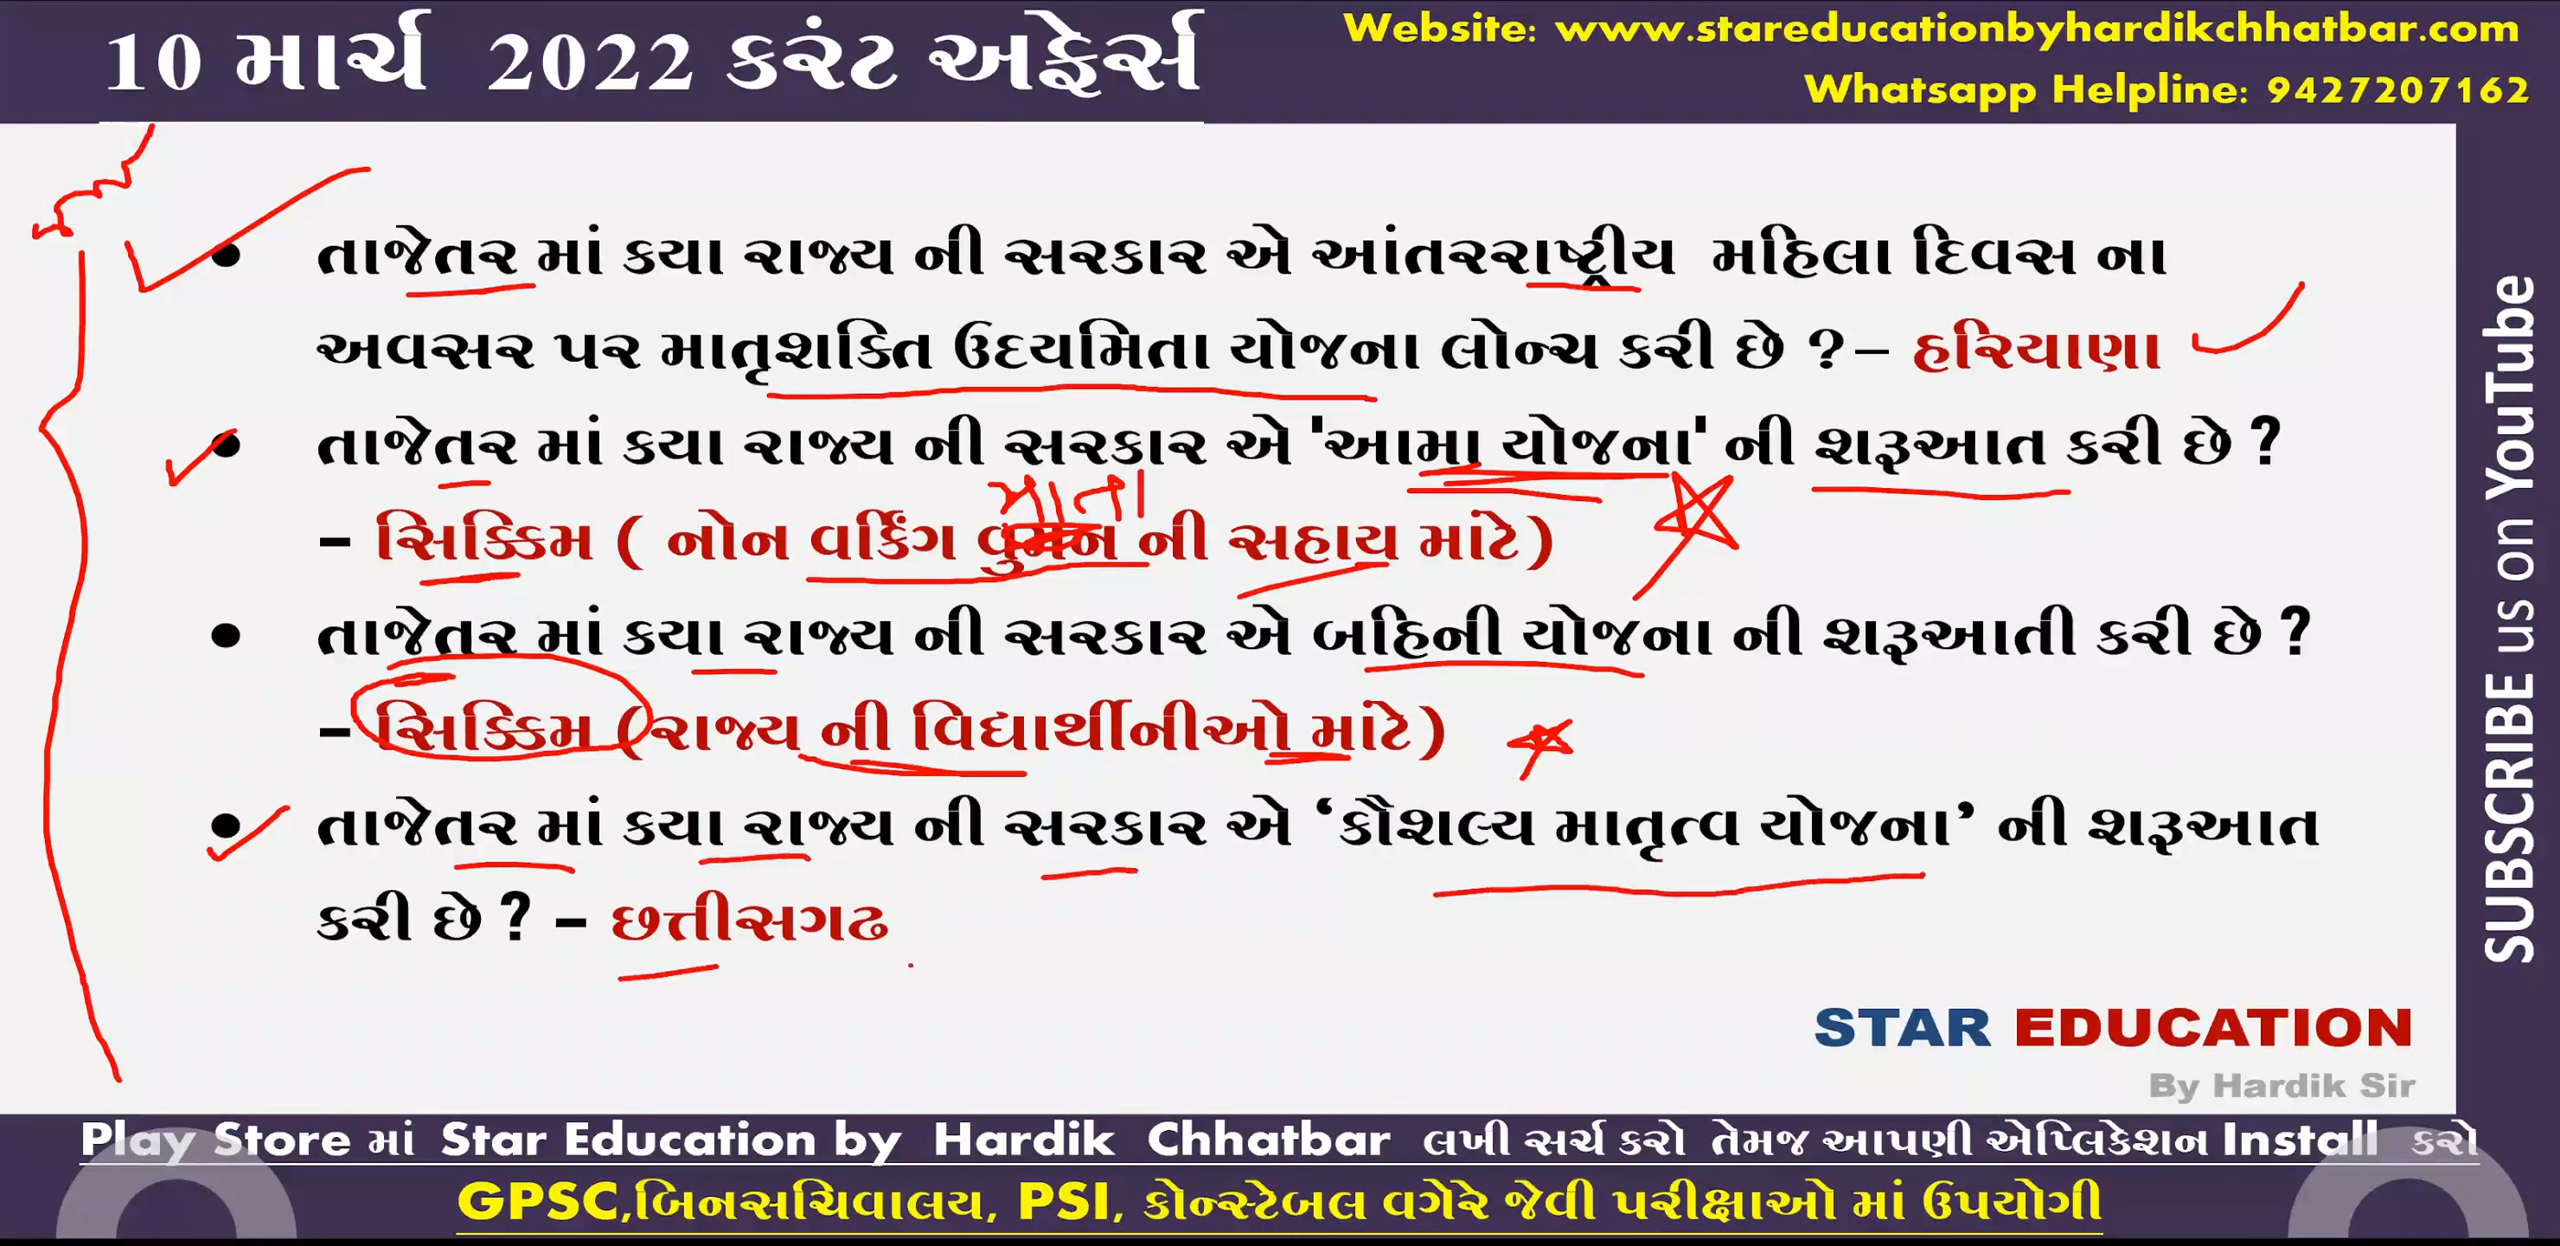 10 માર્ચ 2022 કરંટ અફેર્સ
Website: www.stareducationbyhardikchhatbar.com
Whatsapp Helpline: 9427207162
• તાજેતર માં કયા રાજ્ય ની સરકાર એ આંતરરાષ્ટ્રીય મહિલા દિવસ ના
અવસર પર માતૃશક્તિ ઉદયમિતા યોજના લોન્ચ કરી છે ?– હરિયાણા
• તાજેતર માં કયા રાજ્ય ની સરકાર એ 'આમા યોજના' ની શરૂઆત કરી છે ?
માતા
– સિક્કિમ ( નોન વર્કિંગ વુમન ની સહાય માંટે)
• તાજેતર માં કયા રાજ્ય ની સરકાર એ બહિની યોજના ની શરૂઆતી કરી છે ?
– સિક્કિમ (રાજ્ય ની વિદ્યાર્થીનીઓ માંટે)
• તાજેતર માં કયા રાજ્ય ની સરકાર એ ‘કૌશલ્ય માતૃત્વ યોજના’ ની શરૂઆત
કરી છે ? – છત્તીસગઢ
SUBSCRIBE us on YouTube
STAR EDUCATION
By Hardik Sir
Play Store માં Star Education by Hardik Chhatbar લખી સર્ચ કરો તેમજ આપણી એપ્લિકેશન Install કરો
GPSC,બિનસચિવાલય, PSI, કોન્સ્ટેબલ વગેરે જેવી પરીક્ષાઓ માં ઉપયોગી